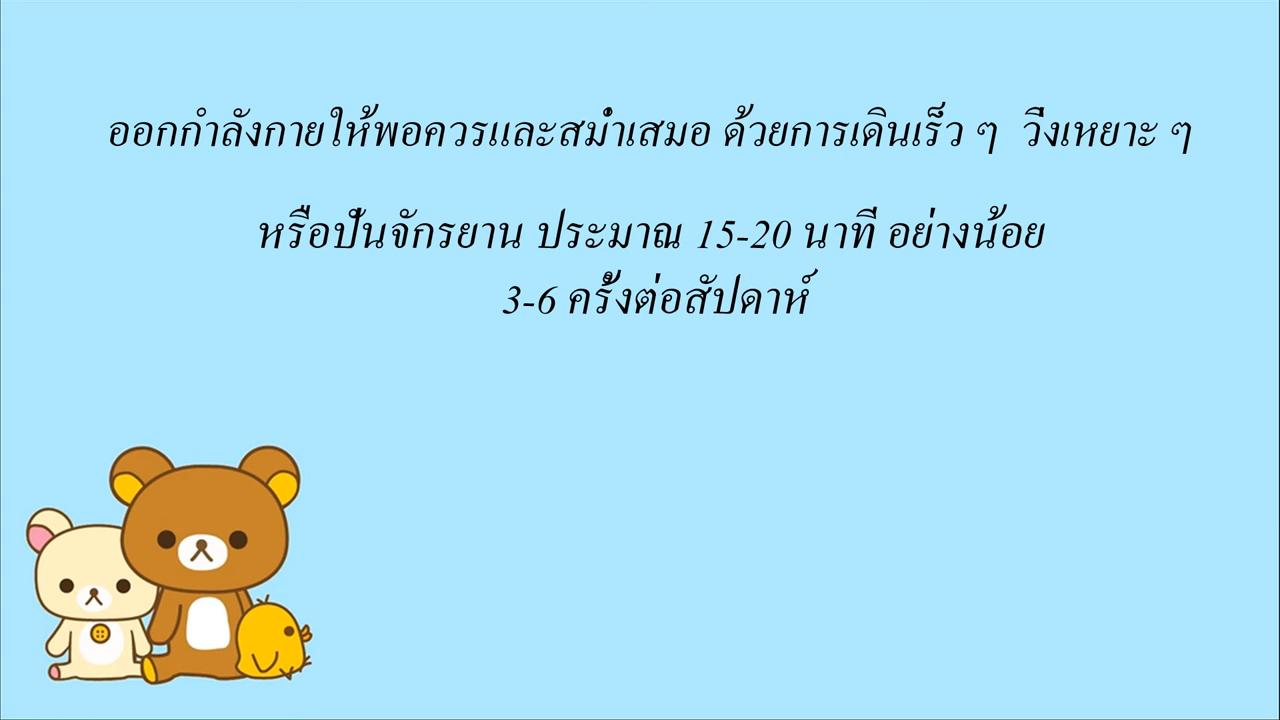 ออกกำลังกายให้พอควรและสม่ำเสมอ ด้วยการเดินเร็ว ๆ  วิ่งเหยาะ ๆ
หรือปั่นจักรยาน ประมาณ 15-20 นาที อย่างน้อย
3-6 ครั้งต่อสัปดาห์